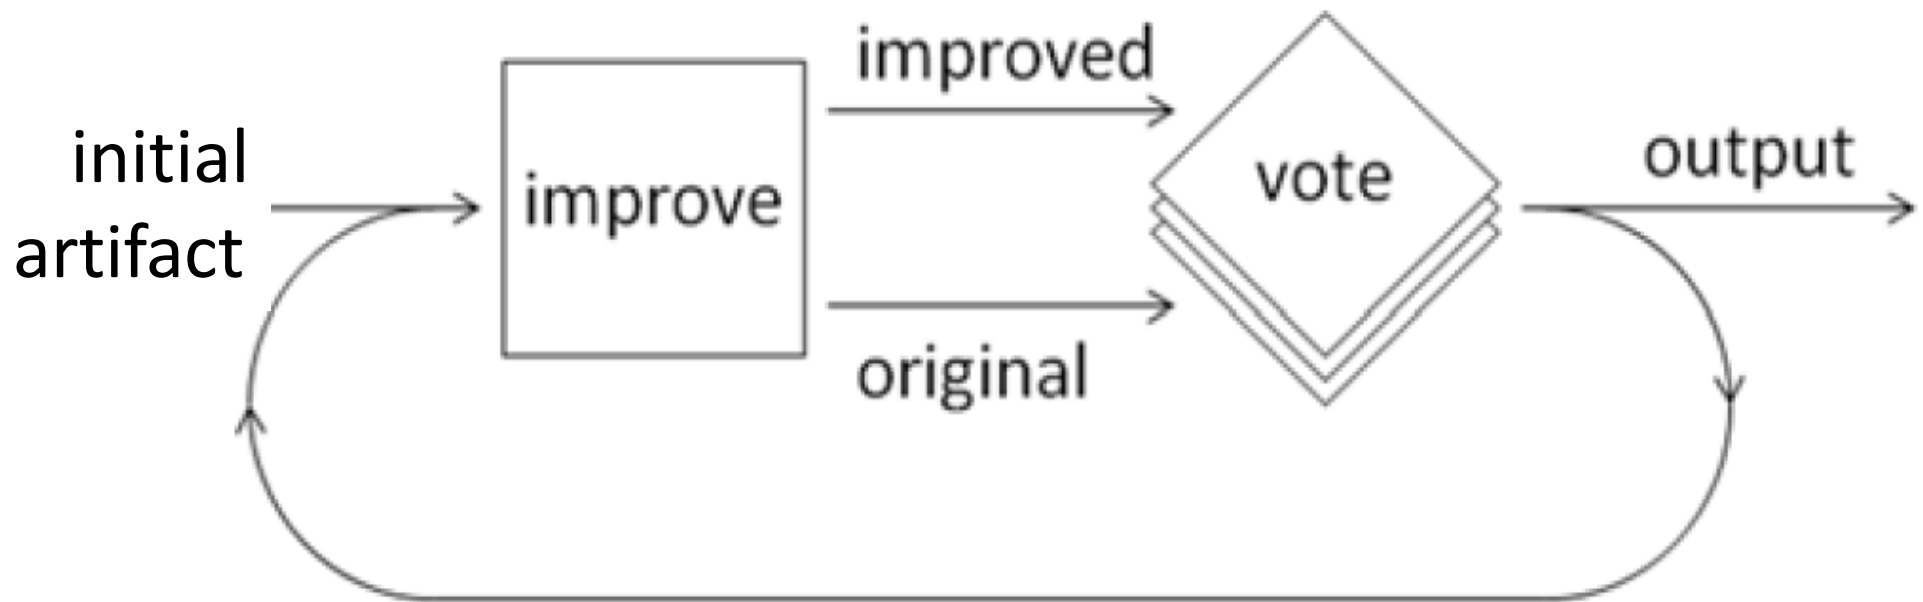 initial
artifact
improve
improved
original
vote
output